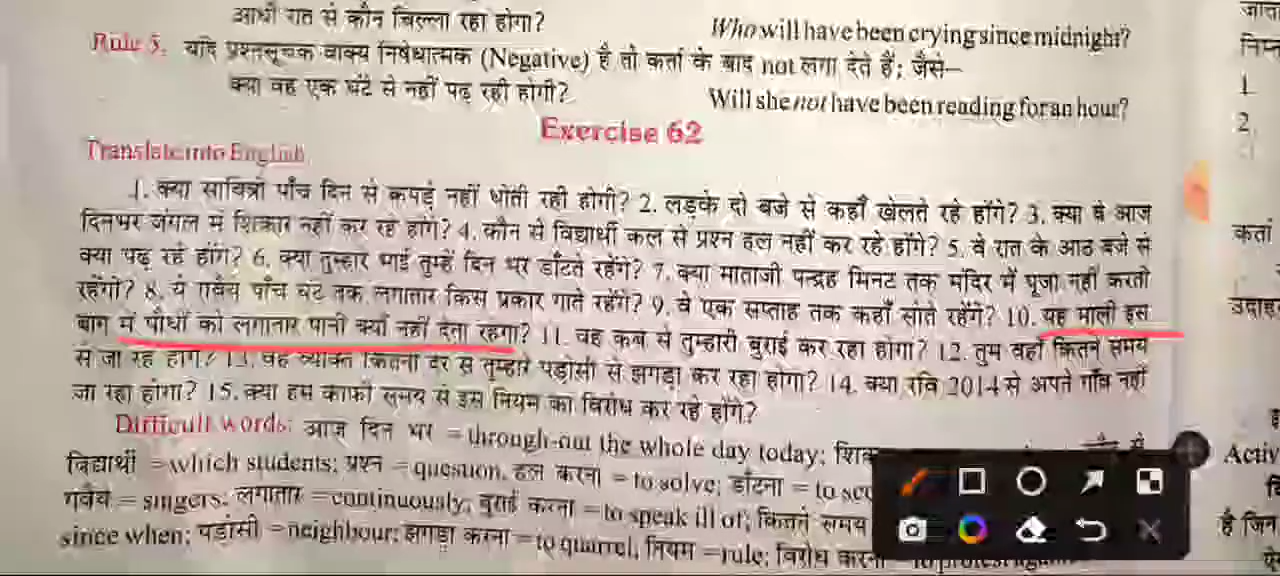 आधी रात से कौन चिल्ला रहा होगा?
Who will have been crying since midnight?
Rule 5. यदि प्रश्नसूचक वाक्य निषेधात्मक (Negative) है तो कर्ता के बाद not लगा देते हैं; जैसे—
क्या वह एक घंटे से नहीं पढ़ रही होगी?
Will she not have been reading for an hour?
Exercise 62
Translate into English
1. क्या सावित्री पाँच दिन से कपड़े नहीं धोती रही होगी? 2. लड़के दो बजे से कहाँ खेलते रहे होंगे? 3. क्या वे आज
दिनभर जंगल में शिकार नहीं कर रहे होंगे? 4. कौन से विद्यार्थी कल से प्रश्न हल नहीं कर रहे होंगे? 5. वे रात के आठ बजे से
क्या पढ़ रहे होंगे? 6. क्या तुम्हारे भाई तुम्हें दिन भर डाँटते रहेंगे? 7. क्या माताजी पन्द्रह मिनट तक मंदिर में पूजा नहीं करती
रहेंगी? 8. ये गवैये पाँच घंटे तक लगातार किस प्रकार गाते रहेंगे? 9. वे एक सप्ताह तक कहाँ सोते रहेंगे? 10. यह माली इस
बाग में पौधों को लगातार पानी क्यों नहीं देता रहेगा? 11. वह कब से तुम्हारी बुराई कर रहा होगा? 12. तुम वहाँ कितने समय
से जा रहे होगे? 13. वह व्यक्ति कितनी देर से तुम्हारे पड़ोसी से झगड़ा कर रहा होगा? 14. क्या रवि 2014 से अपने गाँव नहीं
जा रहा होगा? 15. क्या हम काफी समय से इस नियम का विरोध कर रहे होंगे?
Difficult words: आज दिन भर = through-out the whole day today;
विद्यार्थी = which students; प्रश्न = question, हल करना = to solve; डाँटना = to
गवैये = singers; लगातार = continuously; बुराई करना = to speak ill of; कितने समय
since when; पड़ोसी = neighbour; झगड़ा करना = to quarrel, नियम = rule; विरोध करना
1
2.
कर्ता
Activ
है जिन